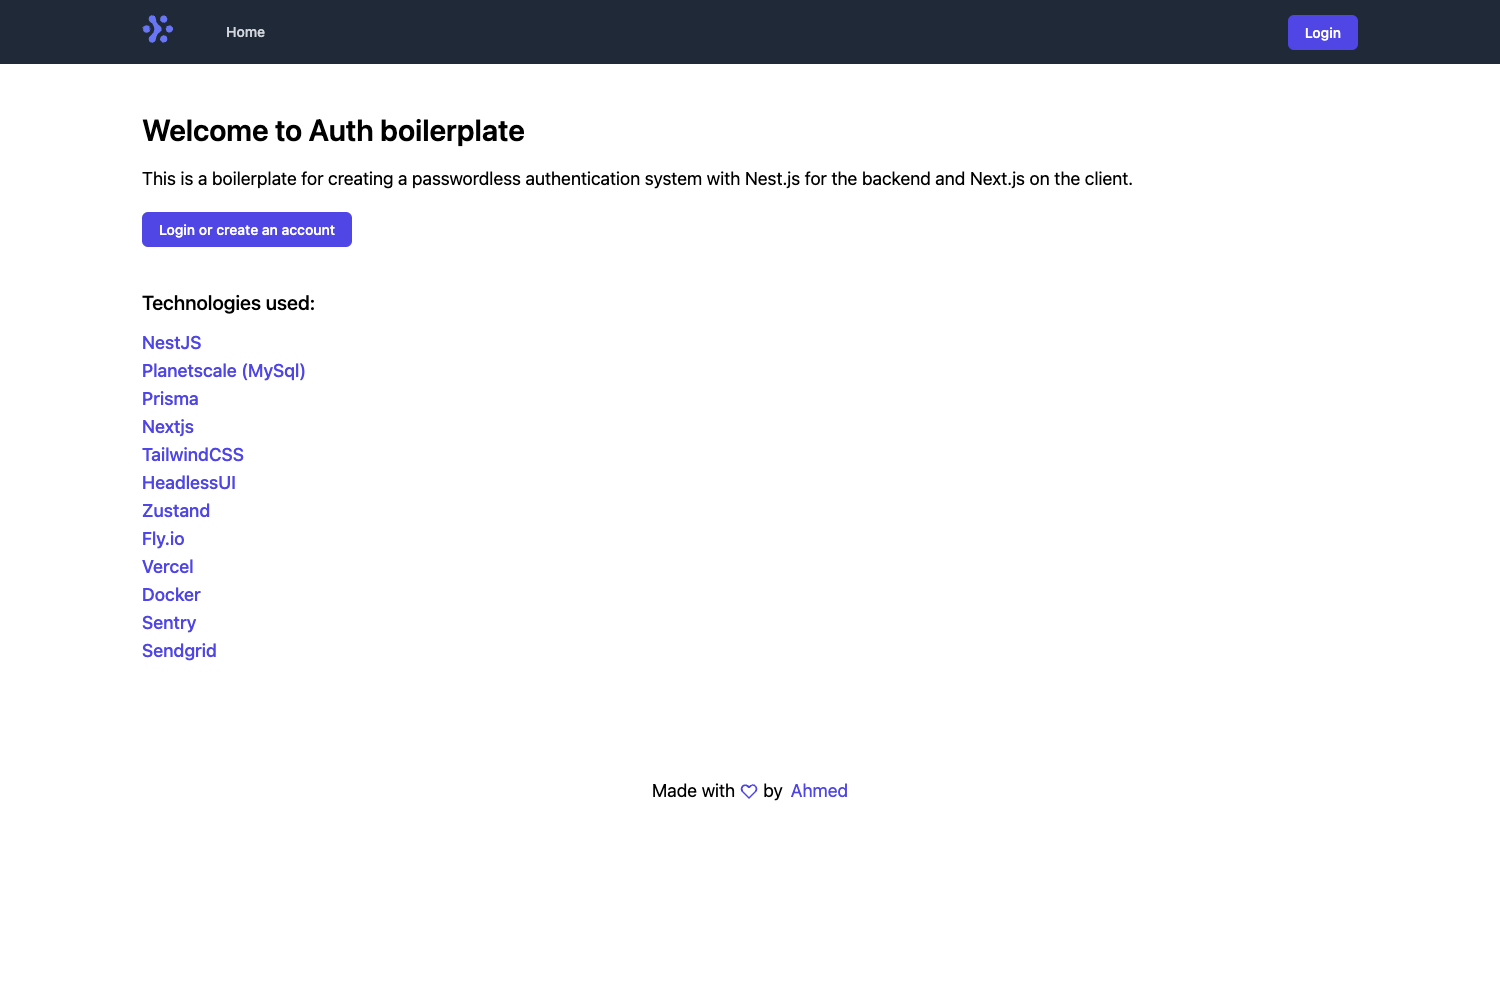 Home
Login
Welcome to Auth boilerplate
This is a boilerplate for creating a passwordless authentication system with Nest.js for the backend and Next.js on the client.
Login or create an account
Technologies used:
NestJS
Planetscale (MySql)
Prisma
Nextjs
TailwindCSS
HeadlessUI
Zustand
Fly.io
Vercel
Docker
Sentry
Sendgrid
Made with by Ahmed